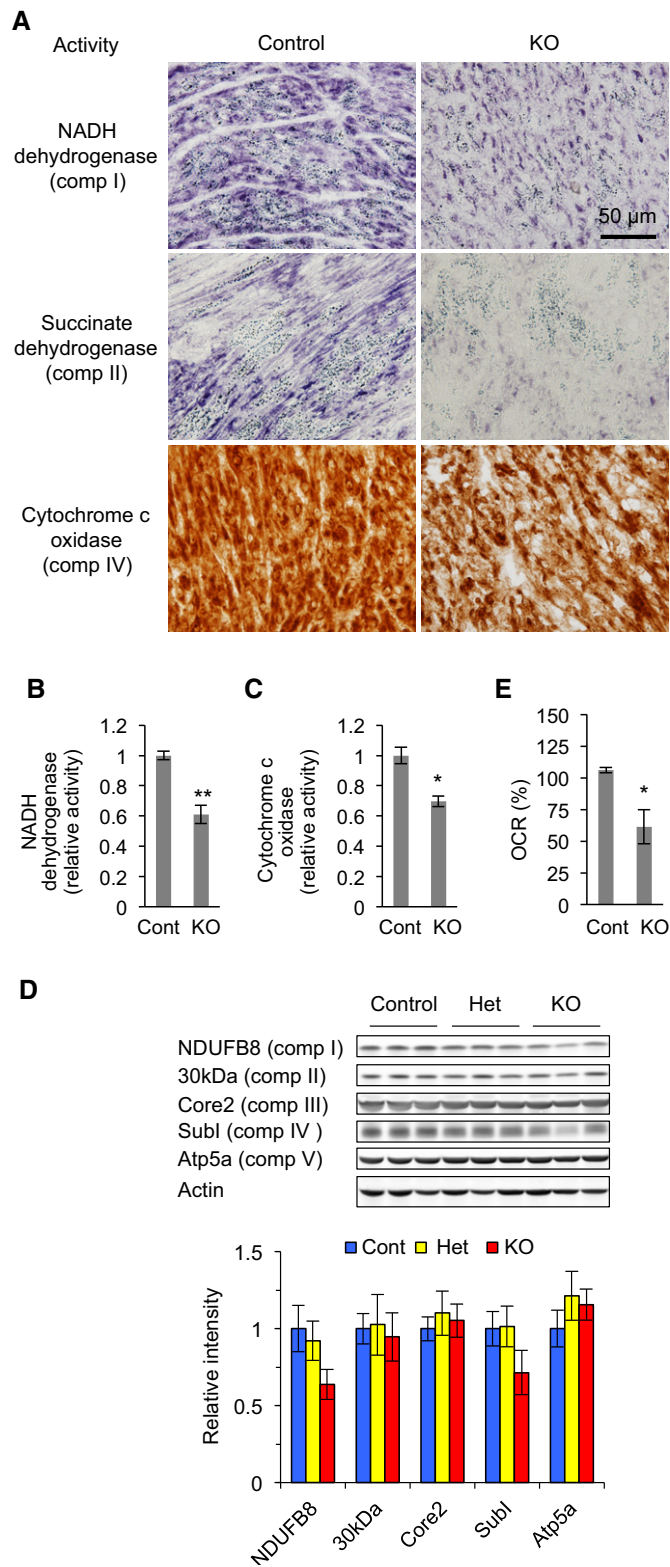 A
Activity
Control
KO
NADH
dehydrogenase
(comp I)
50 µm
Succinate
dehydrogenase
(comp II)
Cytochrome c
oxidase
(comp IV)
B
NADH
dehydrogenase
(relative activity)
1.2
1
0.8
0.6
0.4
0.2
0
**
Cont KO
C
Cytochrome c
oxidase
(relative activity)
1.2
1
0.8
0.6
0.4
0.2
0
*
Cont KO
E
OCR (%)
150
125
100
75
50
25
0
*
Cont KO
D
Control Het KO
NDUFB8 (comp I)
30kDa (comp II)
Core2 (comp III)
SubI (comp IV )
Atp5a (comp V)
Actin
Cont Het KO
Relative intensity
1.5
1
0.5
0
NDUFB8
30kDa
Core2
SubI
Atp5a